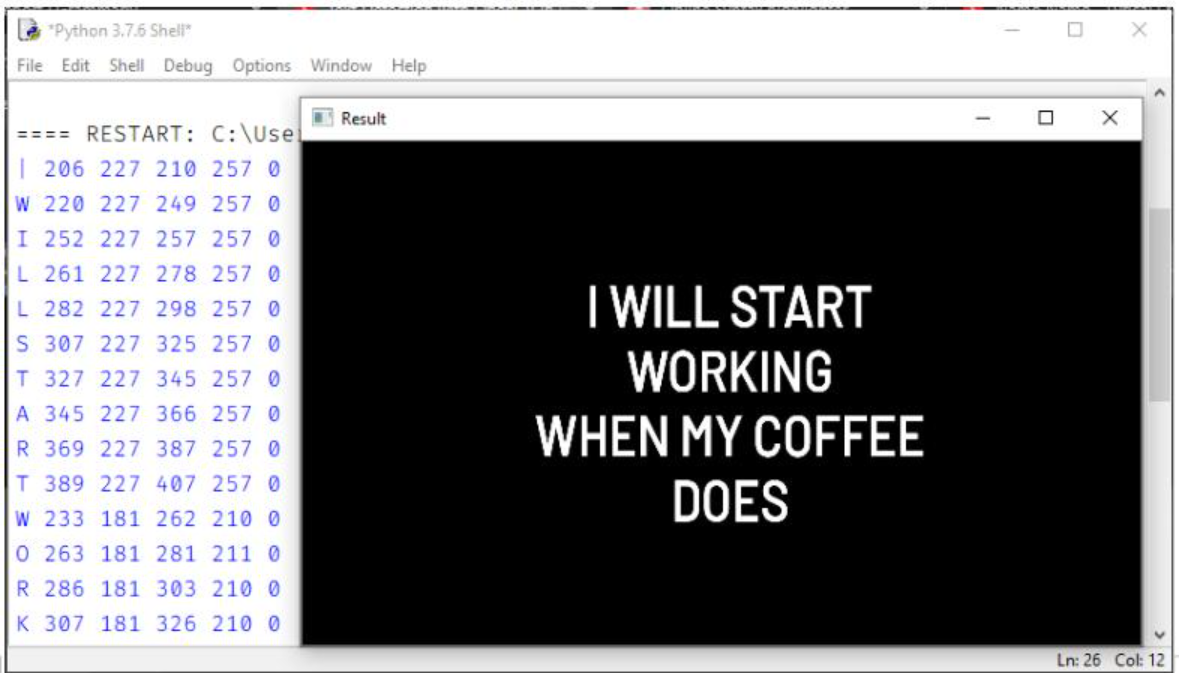 *Python 3.7.6 Shell*
File Edit Shell Debug Options Window Help
==== RESTART: C:\Use
| 206 227 210 257 0
W 220 227 249 257 0
I 252 227 257 257 0
L 261 227 278 257 0
L 282 227 298 257 0
S 307 227 325 257 0
T 327 227 345 257 0
A 345 227 366 257 0
R 369 227 387 257 0
T 389 227 407 257 0
W 233 181 262 210 0
O 263 181 281 211 0
R 286 181 303 210 0
K 307 181 326 210 0
Result
I WILL START
WORKING
WHEN MY COFFEE
DOES
Ln: 26 Col: 12